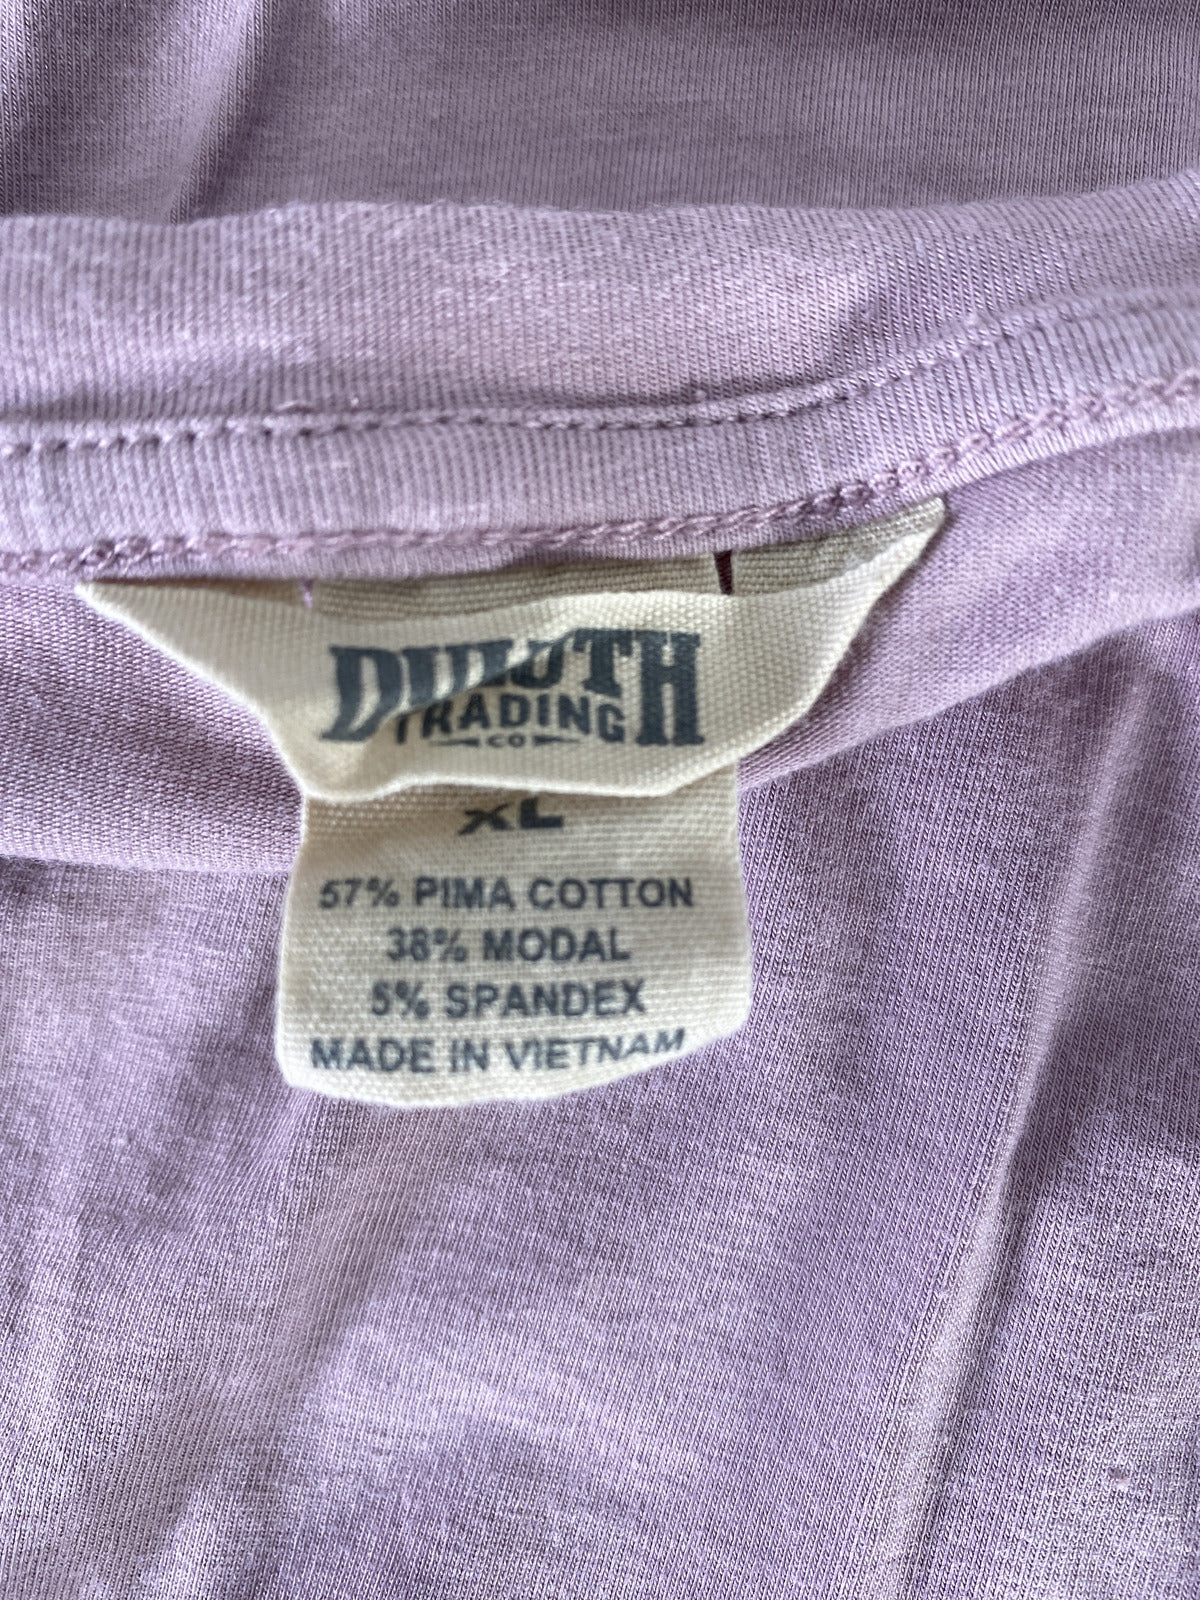 DULUTH
TRADING
CO
XL
57% PIMA COTTON
38% MODAL
5% SPANDEX
MADE IN VIETNAM